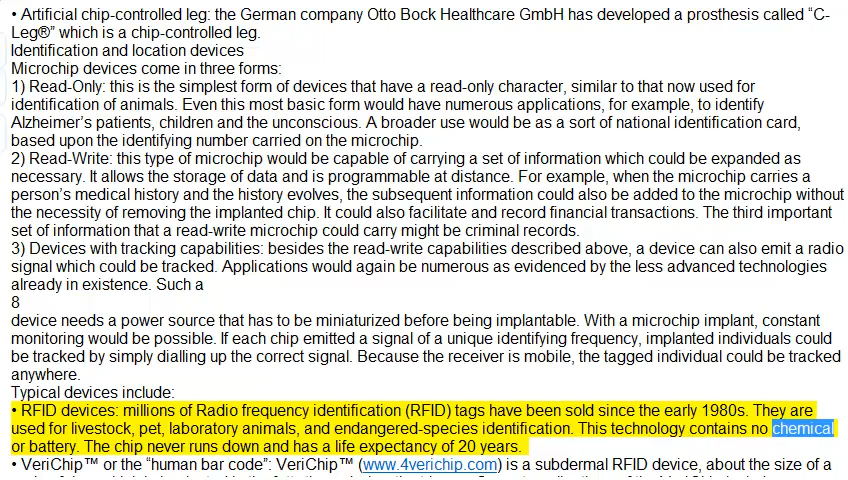 • Artificial chip-controlled leg: the German company Otto Bock Healthcare GmbH has developed a prosthesis called “C-
Leg®” which is a chip-controlled leg.
Identification and location devices
Microchip devices come in three forms:
1) Read-Only: this is the simplest form of devices that have a read-only character, similar to that now used for
identification of animals. Even this most basic form would have numerous applications, for example, to identify
Alzheimer’s patients, children and the unconscious. A broader use would be as a sort of national identification card,
based upon the identifying number carried on the microchip.
2) Read-Write: this type of microchip would be capable of carrying a set of information which could be expanded as
necessary. It allows the storage of data and is programmable at distance. For example, when the microchip carries a
person’s medical history and the history evolves, the subsequent information could also be added to the microchip without
the necessity of removing the implanted chip. It could also facilitate and record financial transactions. The third important
set of information that a read-write microchip could carry might be criminal records.
3) Devices with tracking capabilities: besides the read-write capabilities described above, a device can also emit a radio
signal which could be tracked. Applications would again be numerous as evidenced by the less advanced technologies
already in existence. Such a
8
device needs a power source that has to be miniaturized before being implantable. With a microchip implant, constant
monitoring would be possible. If each chip emitted a signal of a unique identifying frequency, implanted individuals could
be tracked by simply dialling up the correct signal. Because the receiver is mobile, the tagged individual could be tracked
anywhere.
Typical devices include:
• RFID devices: millions of Radio frequency identification (RFID) tags have been sold since the early 1980s. They are
used for livestock, pet, laboratory animals, and endangered-species identification. This technology contains no chemical
or battery. The chip never runs down and has a life expectancy of 20 years.
• VeriChip™ or the “human bar code”: VeriChip™ (www.4verichip.com) is a subdermal RFID device, about the size of a